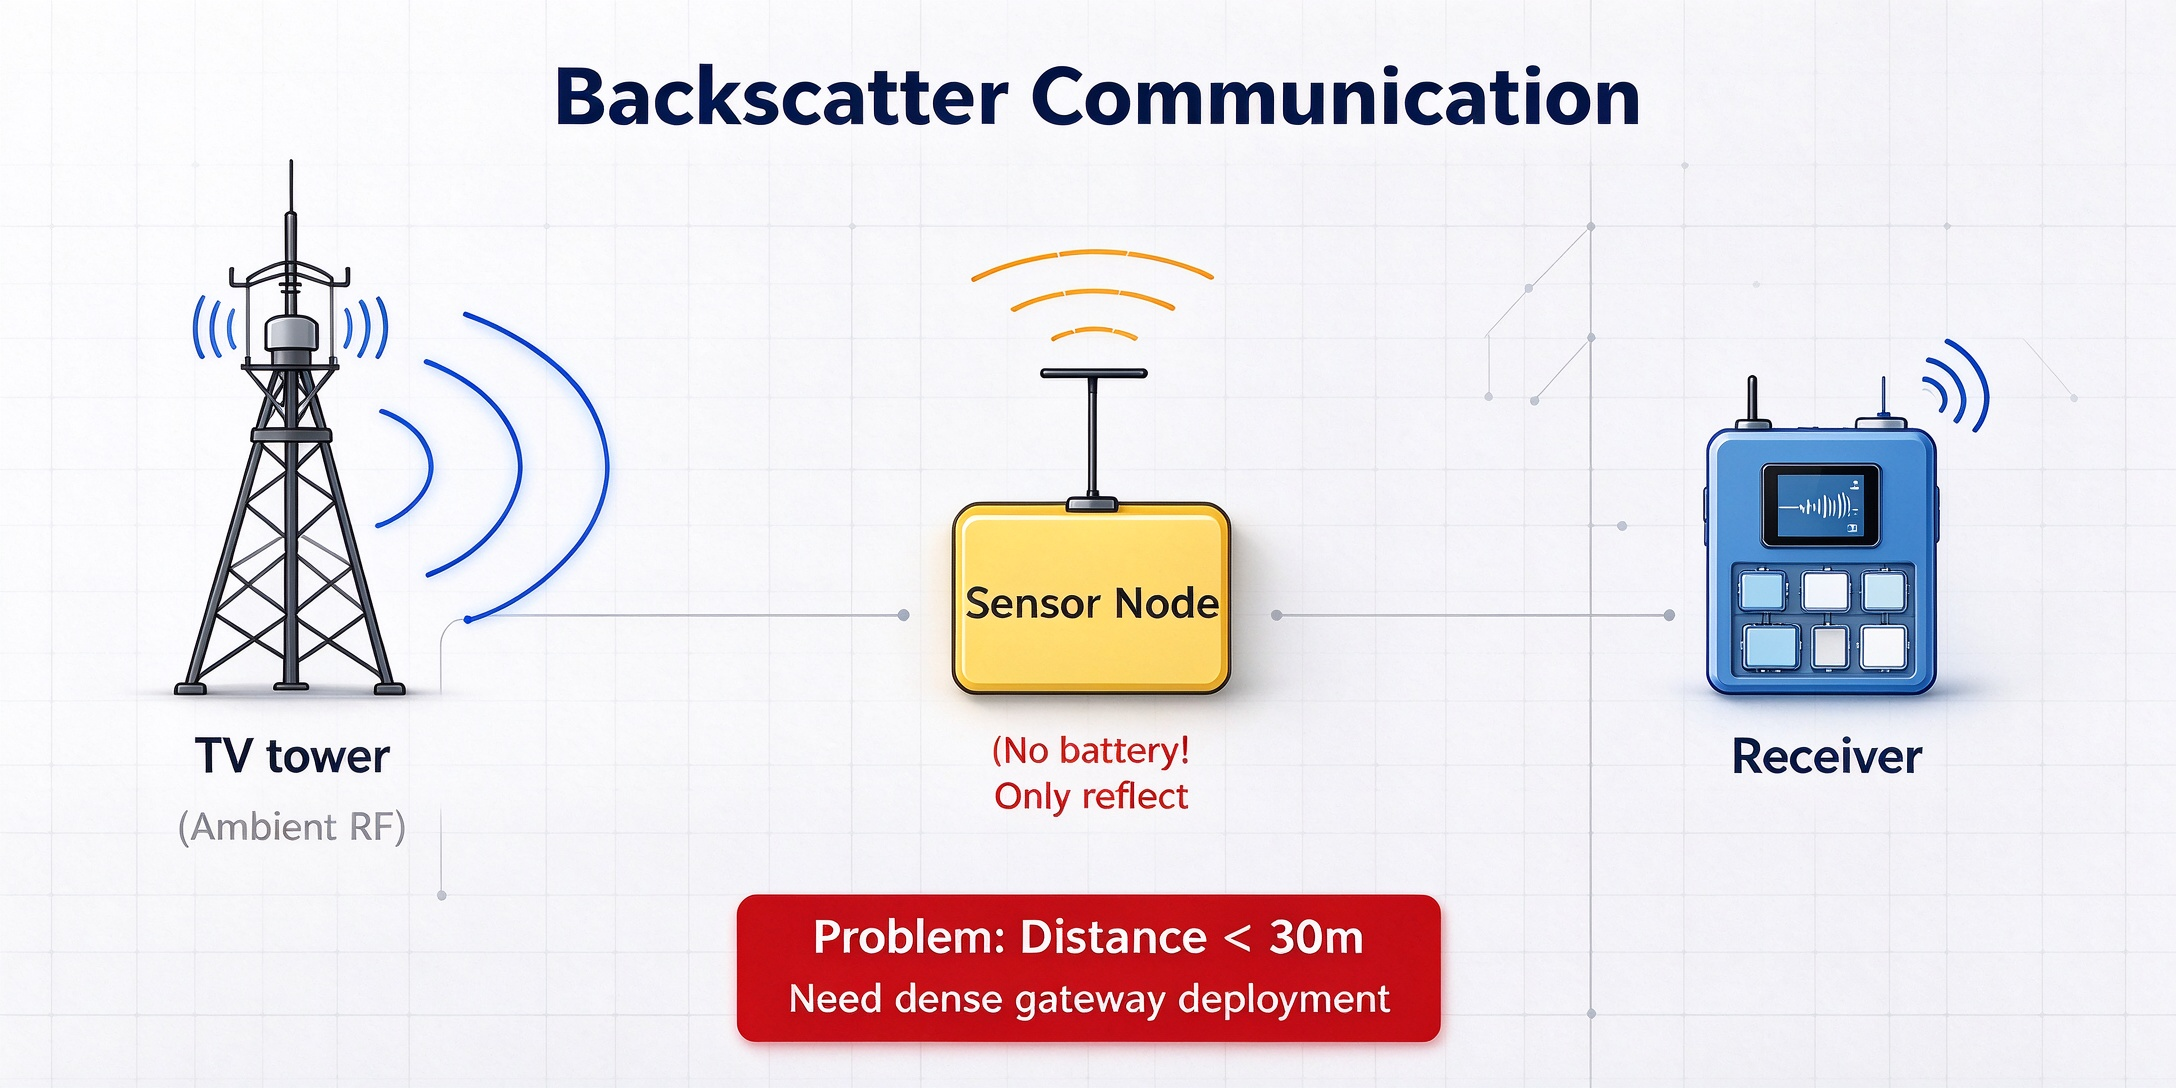 Backscatter Communication
Sensor Node
TV tower
(Ambient RF)
(No battery!
Only reflect
Receiver
Problem: Distance < 30m
Need dense gateway deployment